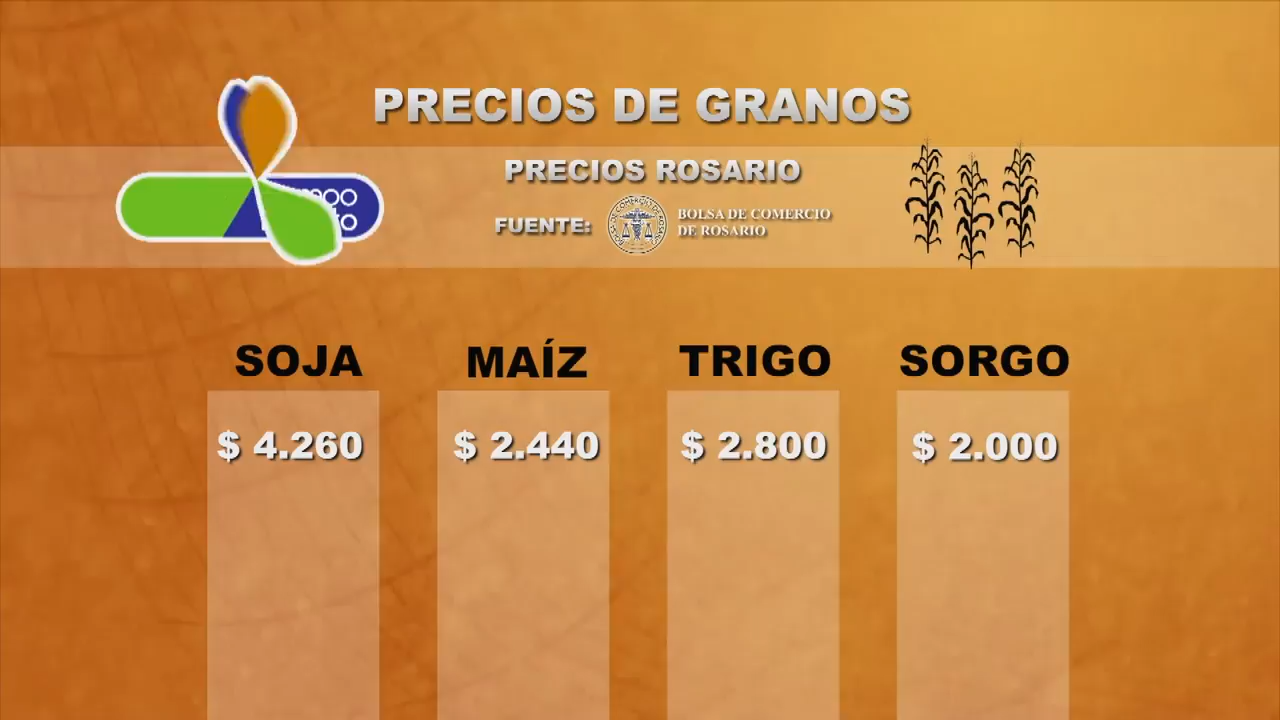 PRECIOS DE GRANOS
PRECIOS ROSARIO
FUENTE:
BOLSA DE COMERCIO
DE ROSARIO
SOJA
MAÍZ
TRIGO
SORGO
$ 4.260
$ 2.440
$ 2.800
$ 2.000